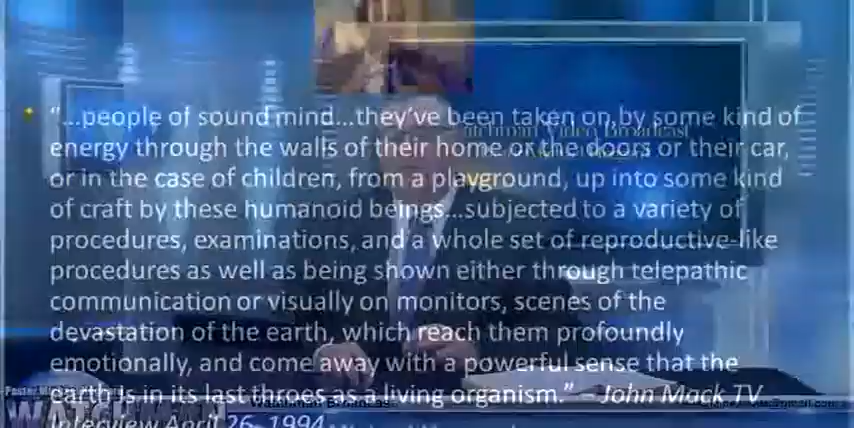 “...people of sound mind...they’ve been taken on by some kind of
energy through the walls of their home or the doors or their car,
or in the case of children, from a playground, up into some kind
of craft by these humanoid beings...subjected to a variety of
procedures, examinations, and a whole set of reproductive-like
procedures as well as being shown either through telepathic
communication or visually on monitors, scenes of the
devastation of the earth, which reach them profoundly
emotionally, and come away with a powerful sense that the
earth is in its last throes as a living organism.” – John Mack TV
Interview April 26, 1994
Video Broadcast
Watchman Broadcast